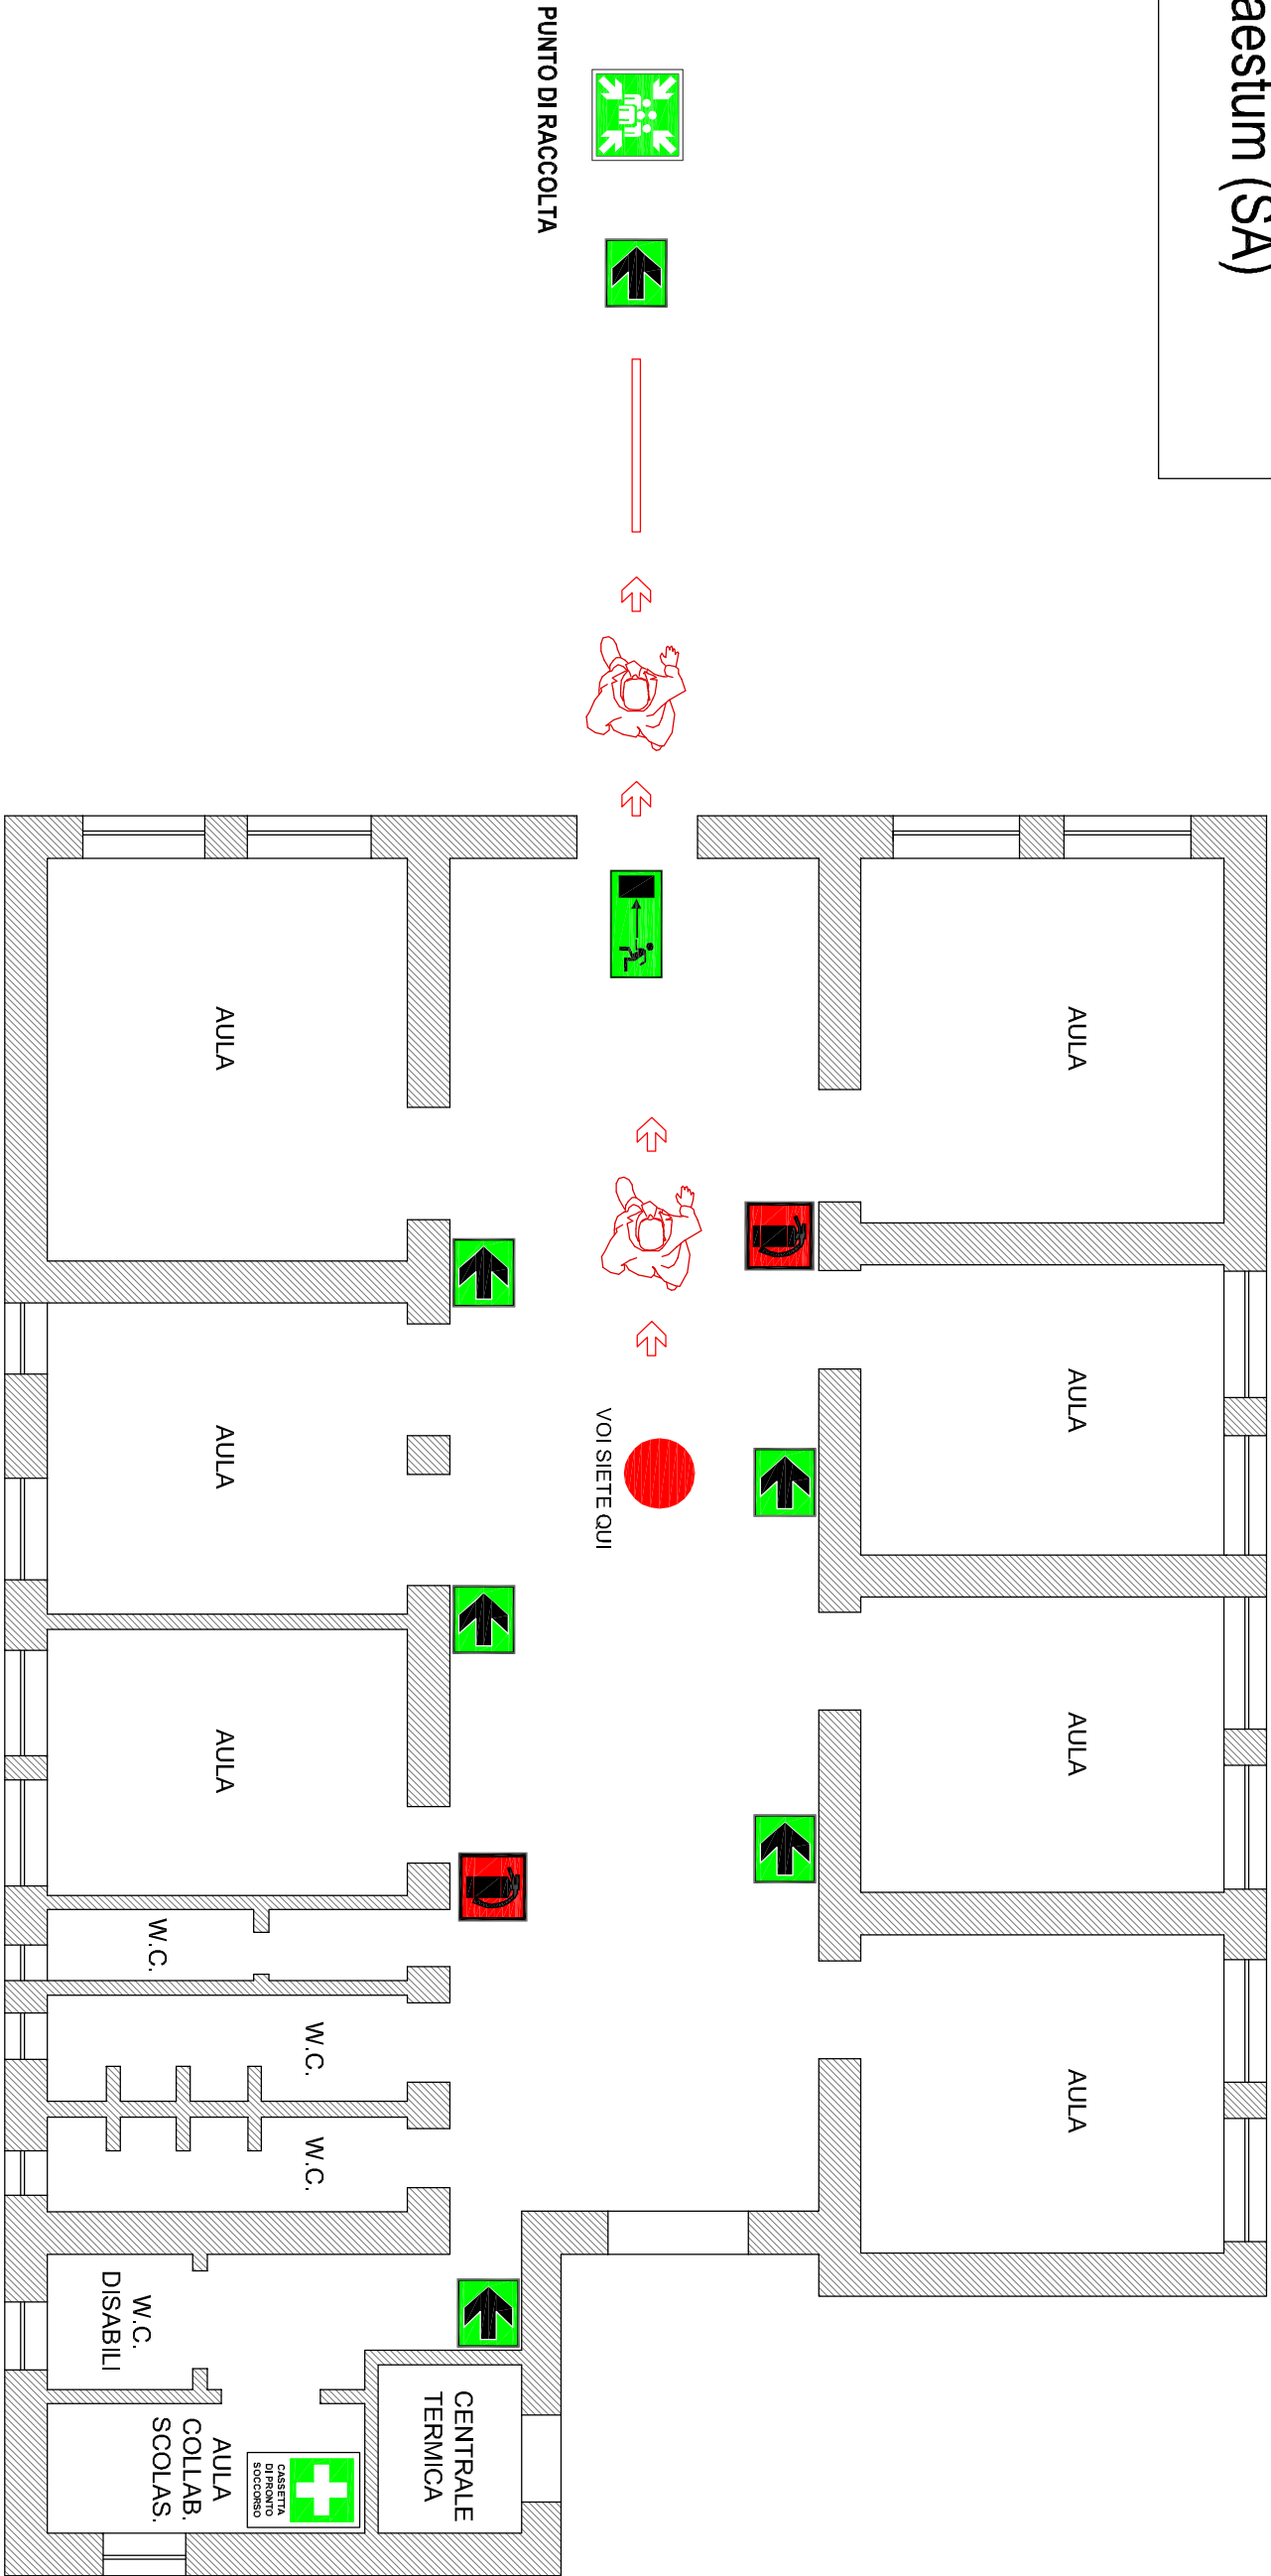 aestum (SA)
PUNTO DI RACCOLTA
AULA
AULA
AULA
AULA
AULA
AULA
AULA
VOI SIETE QUI
W.C.
W.C.
W.C.
W.C.
DISABILI
AULA
COLLAB.
SCOLAS.
CASSETTA
DI PRONTO
SOCCORSO
CENTRALE
TERMICA